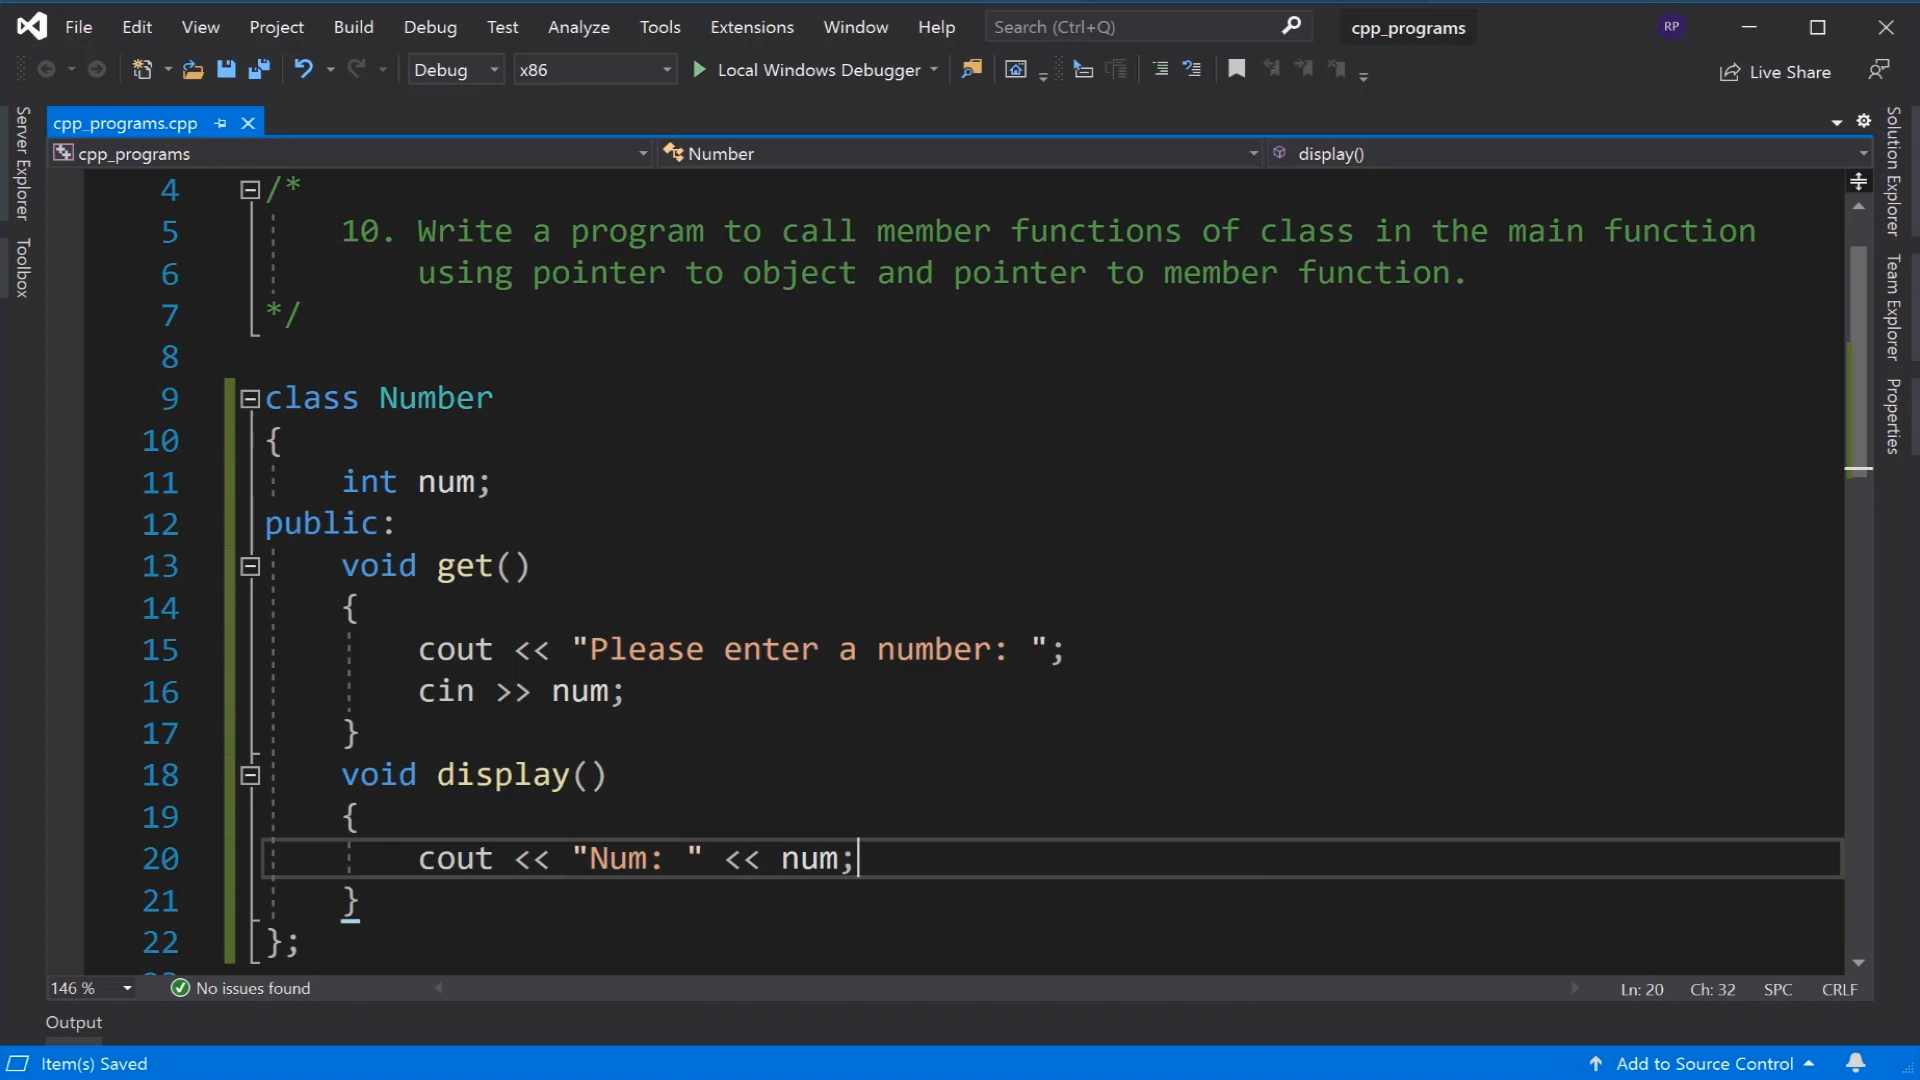 File Edit View Project Build Debug Test Analyze Tools Extensions Window Help Search (Ctrl+Q) cpp_programs RP
Debug x86 Local Windows Debugger Live Share
cpp_programs.cpp
cpp_programs Number display()
Server Explorer
Toolbox
Solution Explorer
Team Explorer
Properties
4 /*
5 10. Write a program to call member functions of class in the main function
6 using pointer to object and pointer to member function.
7 */
8
9 class Number
10 {
11 int num;
12 public:
13 void get()
14 {
15 cout << "Please enter a number: ";
16 cin >> num;
17 }
18 void display()
19 {
20 cout << "Num: " << num;
21 }
22 };
146 % No issues found Ln: 20 Ch: 32 SPC CRLF
Output
Item(s) Saved Add to Source Control